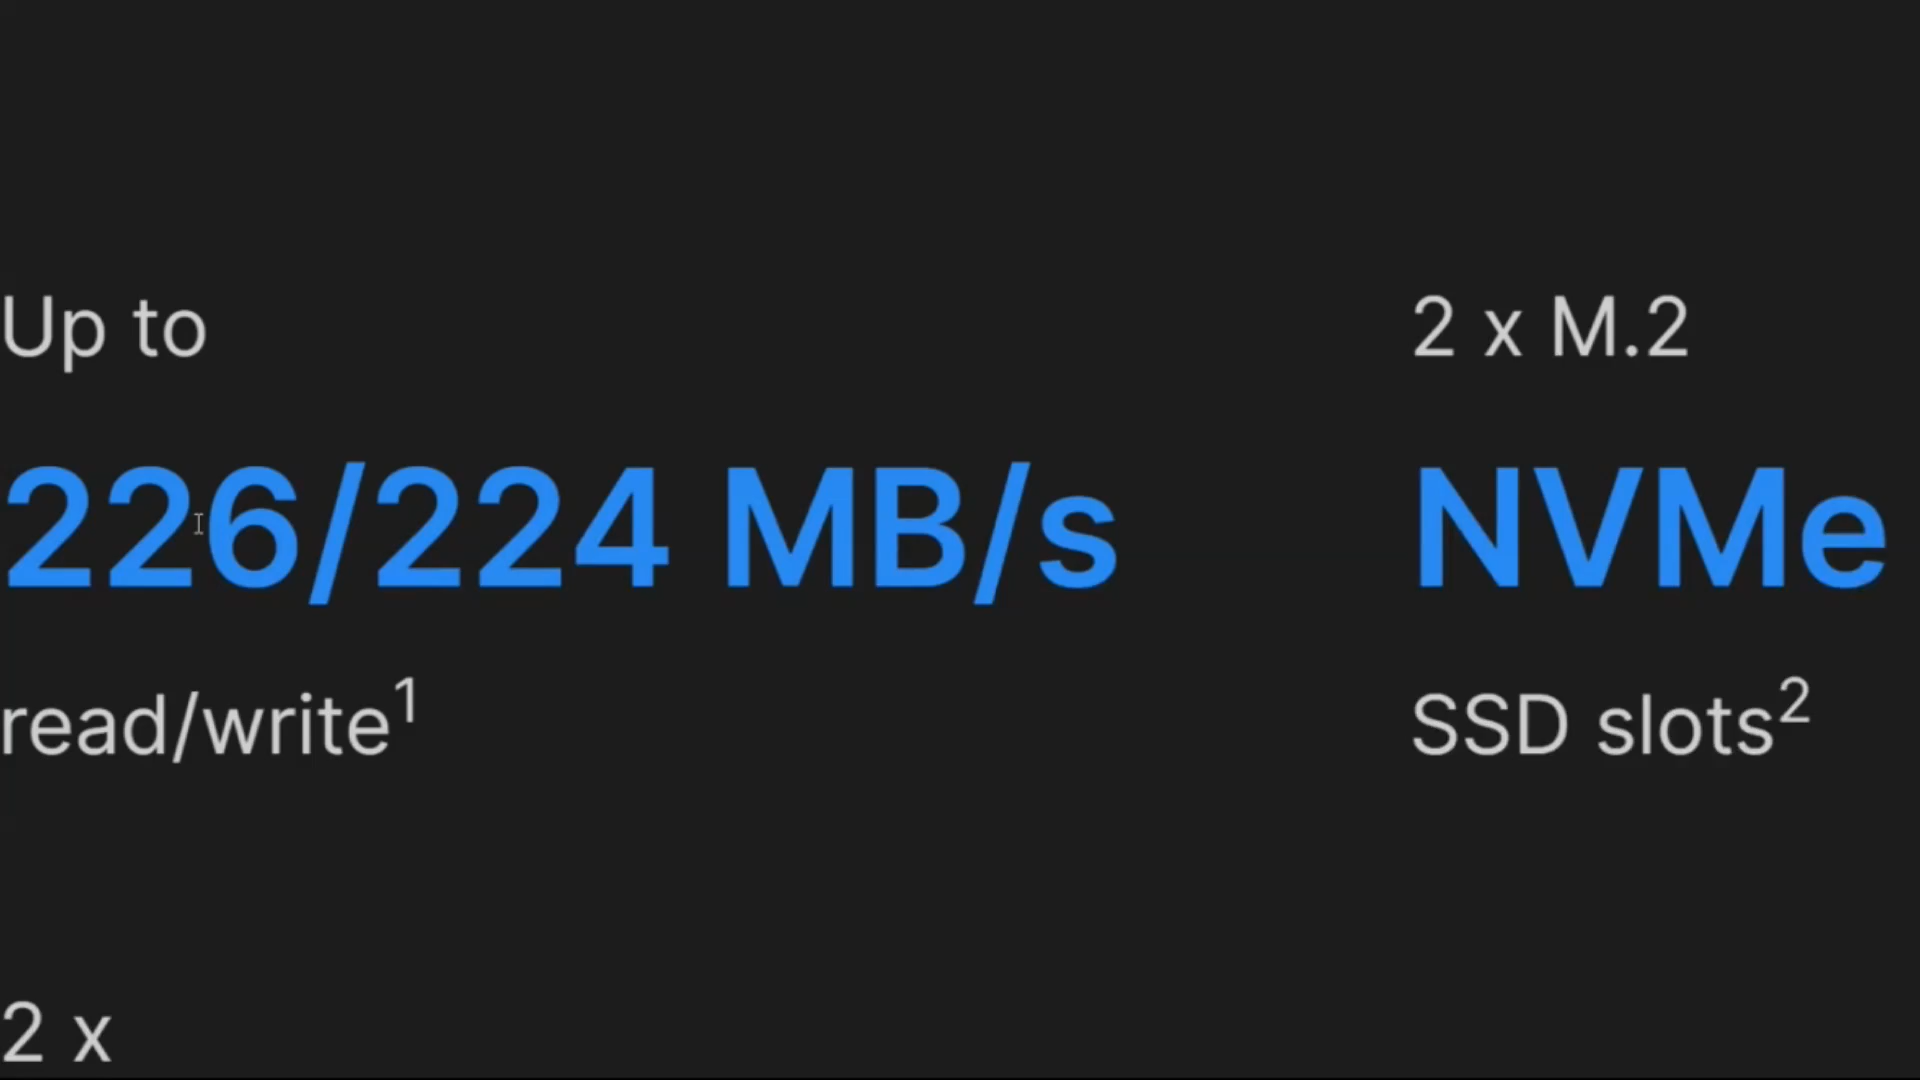 Up to
226/224 MB/s
read/write¹
2 x M.2
NVMe
SSD slots²
2 x